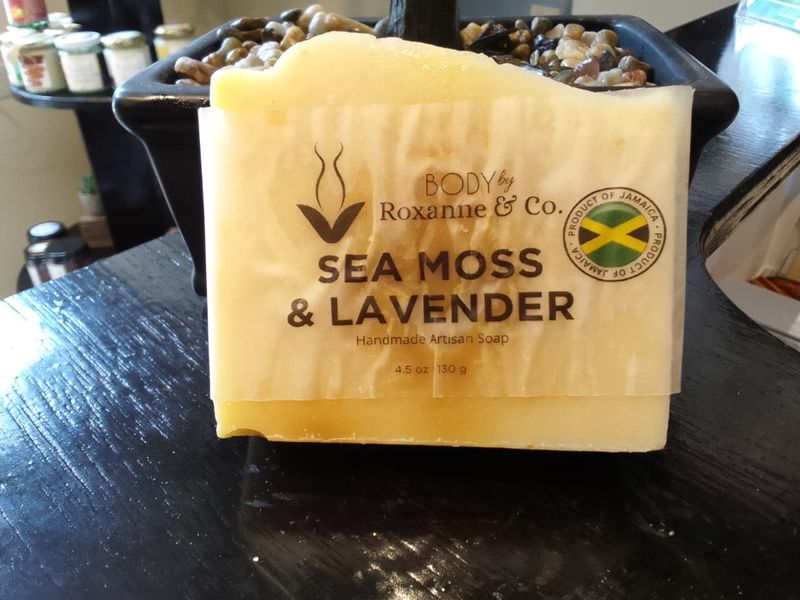 BODY by
Roxanne & Co.
PRODUCT OF JAMAICA • PRODUCT OF JAMAICA •
SEA MOSS
& LAVENDER
Handmade Artisan Soap
4.5 oz 130 g